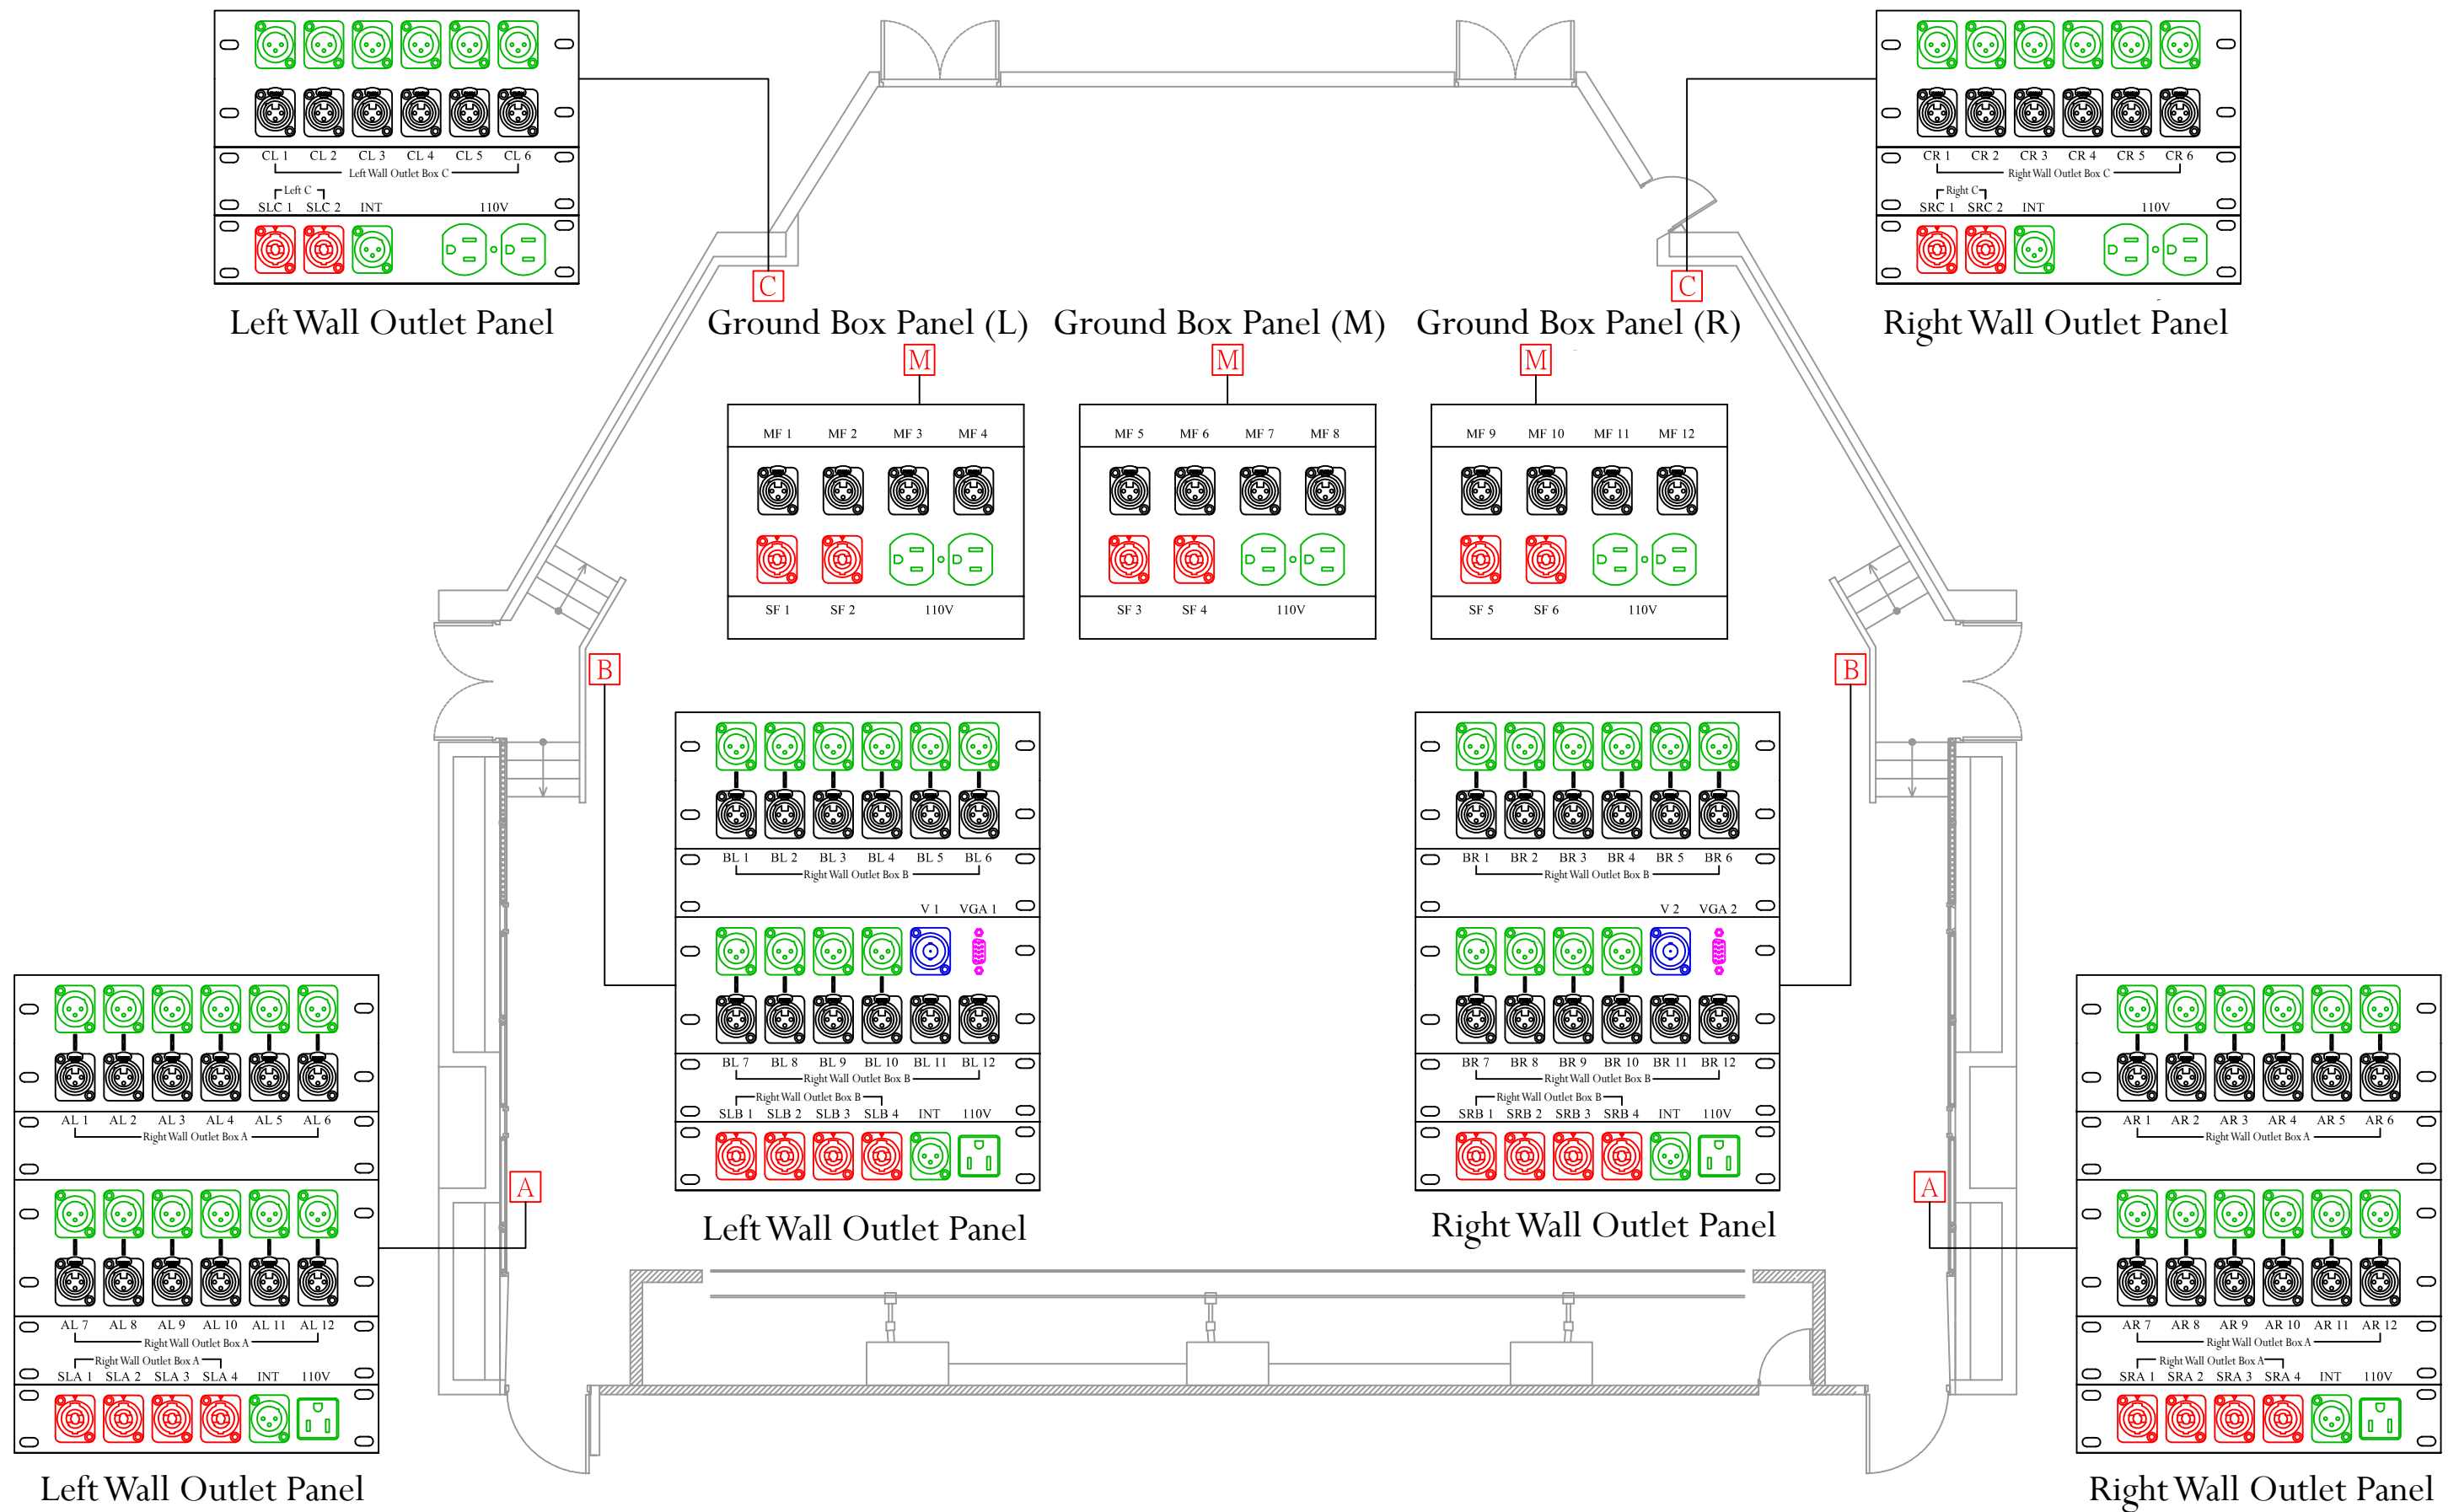 CL 1 CL 2 CL 3 CL 4 CL 5 CL 6
Left Wall Outlet Box C
Left C
SLC 1 SLC 2 INT 110V
Left Wall Outlet Panel
CR 1 CR 2 CR 3 CR 4 CR 5 CR 6
Right Wall Outlet Box C
Right C
SRC 1 SRC 2 INT 110V
Right Wall Outlet Panel
C
C
Ground Box Panel (L)
Ground Box Panel (M)
Ground Box Panel (R)
M
M
M
MF 1 MF 2 MF 3 MF 4
SF 1 SF 2 110V
MF 5 MF 6 MF 7 MF 8
SF 3 SF 4 110V
MF 9 MF 10 MF 11 MF 12
SF 5 SF 6 110V
B
B
BL 1 BL 2 BL 3 BL 4 BL 5 BL 6
Right Wall Outlet Box B
V 1 VGA 1
BL 7 BL 8 BL 9 BL 10 BL 11 BL 12
Right Wall Outlet Box B
Right Wall Outlet Box B
SLB 1 SLB 2 SLB 3 SLB 4 INT 110V
Left Wall Outlet Panel
BR 1 BR 2 BR 3 BR 4 BR 5 BR 6
Right Wall Outlet Box B
V 2 VGA 2
BR 7 BR 8 BR 9 BR 10 BR 11 BR 12
Right Wall Outlet Box B
Right Wall Outlet Box B
SRB 1 SRB 2 SRB 3 SRB 4 INT 110V
Right Wall Outlet Panel
A
A
AL 1 AL 2 AL 3 AL 4 AL 5 AL 6
Right Wall Outlet Box A
AL 7 AL 8 AL 9 AL 10 AL 11 AL 12
Right Wall Outlet Box A
Right Wall Outlet Box A
SLA 1 SLA 2 SLA 3 SLA 4 INT 110V
Left Wall Outlet Panel
AR 1 AR 2 AR 3 AR 4 AR 5 AR 6
Right Wall Outlet Box A
AR 7 AR 8 AR 9 AR 10 AR 11 AR 12
Right Wall Outlet Box A
Right Wall Outlet Box A
SRA 1 SRA 2 SRA 3 SRA 4 INT 110V
Right Wall Outlet Panel